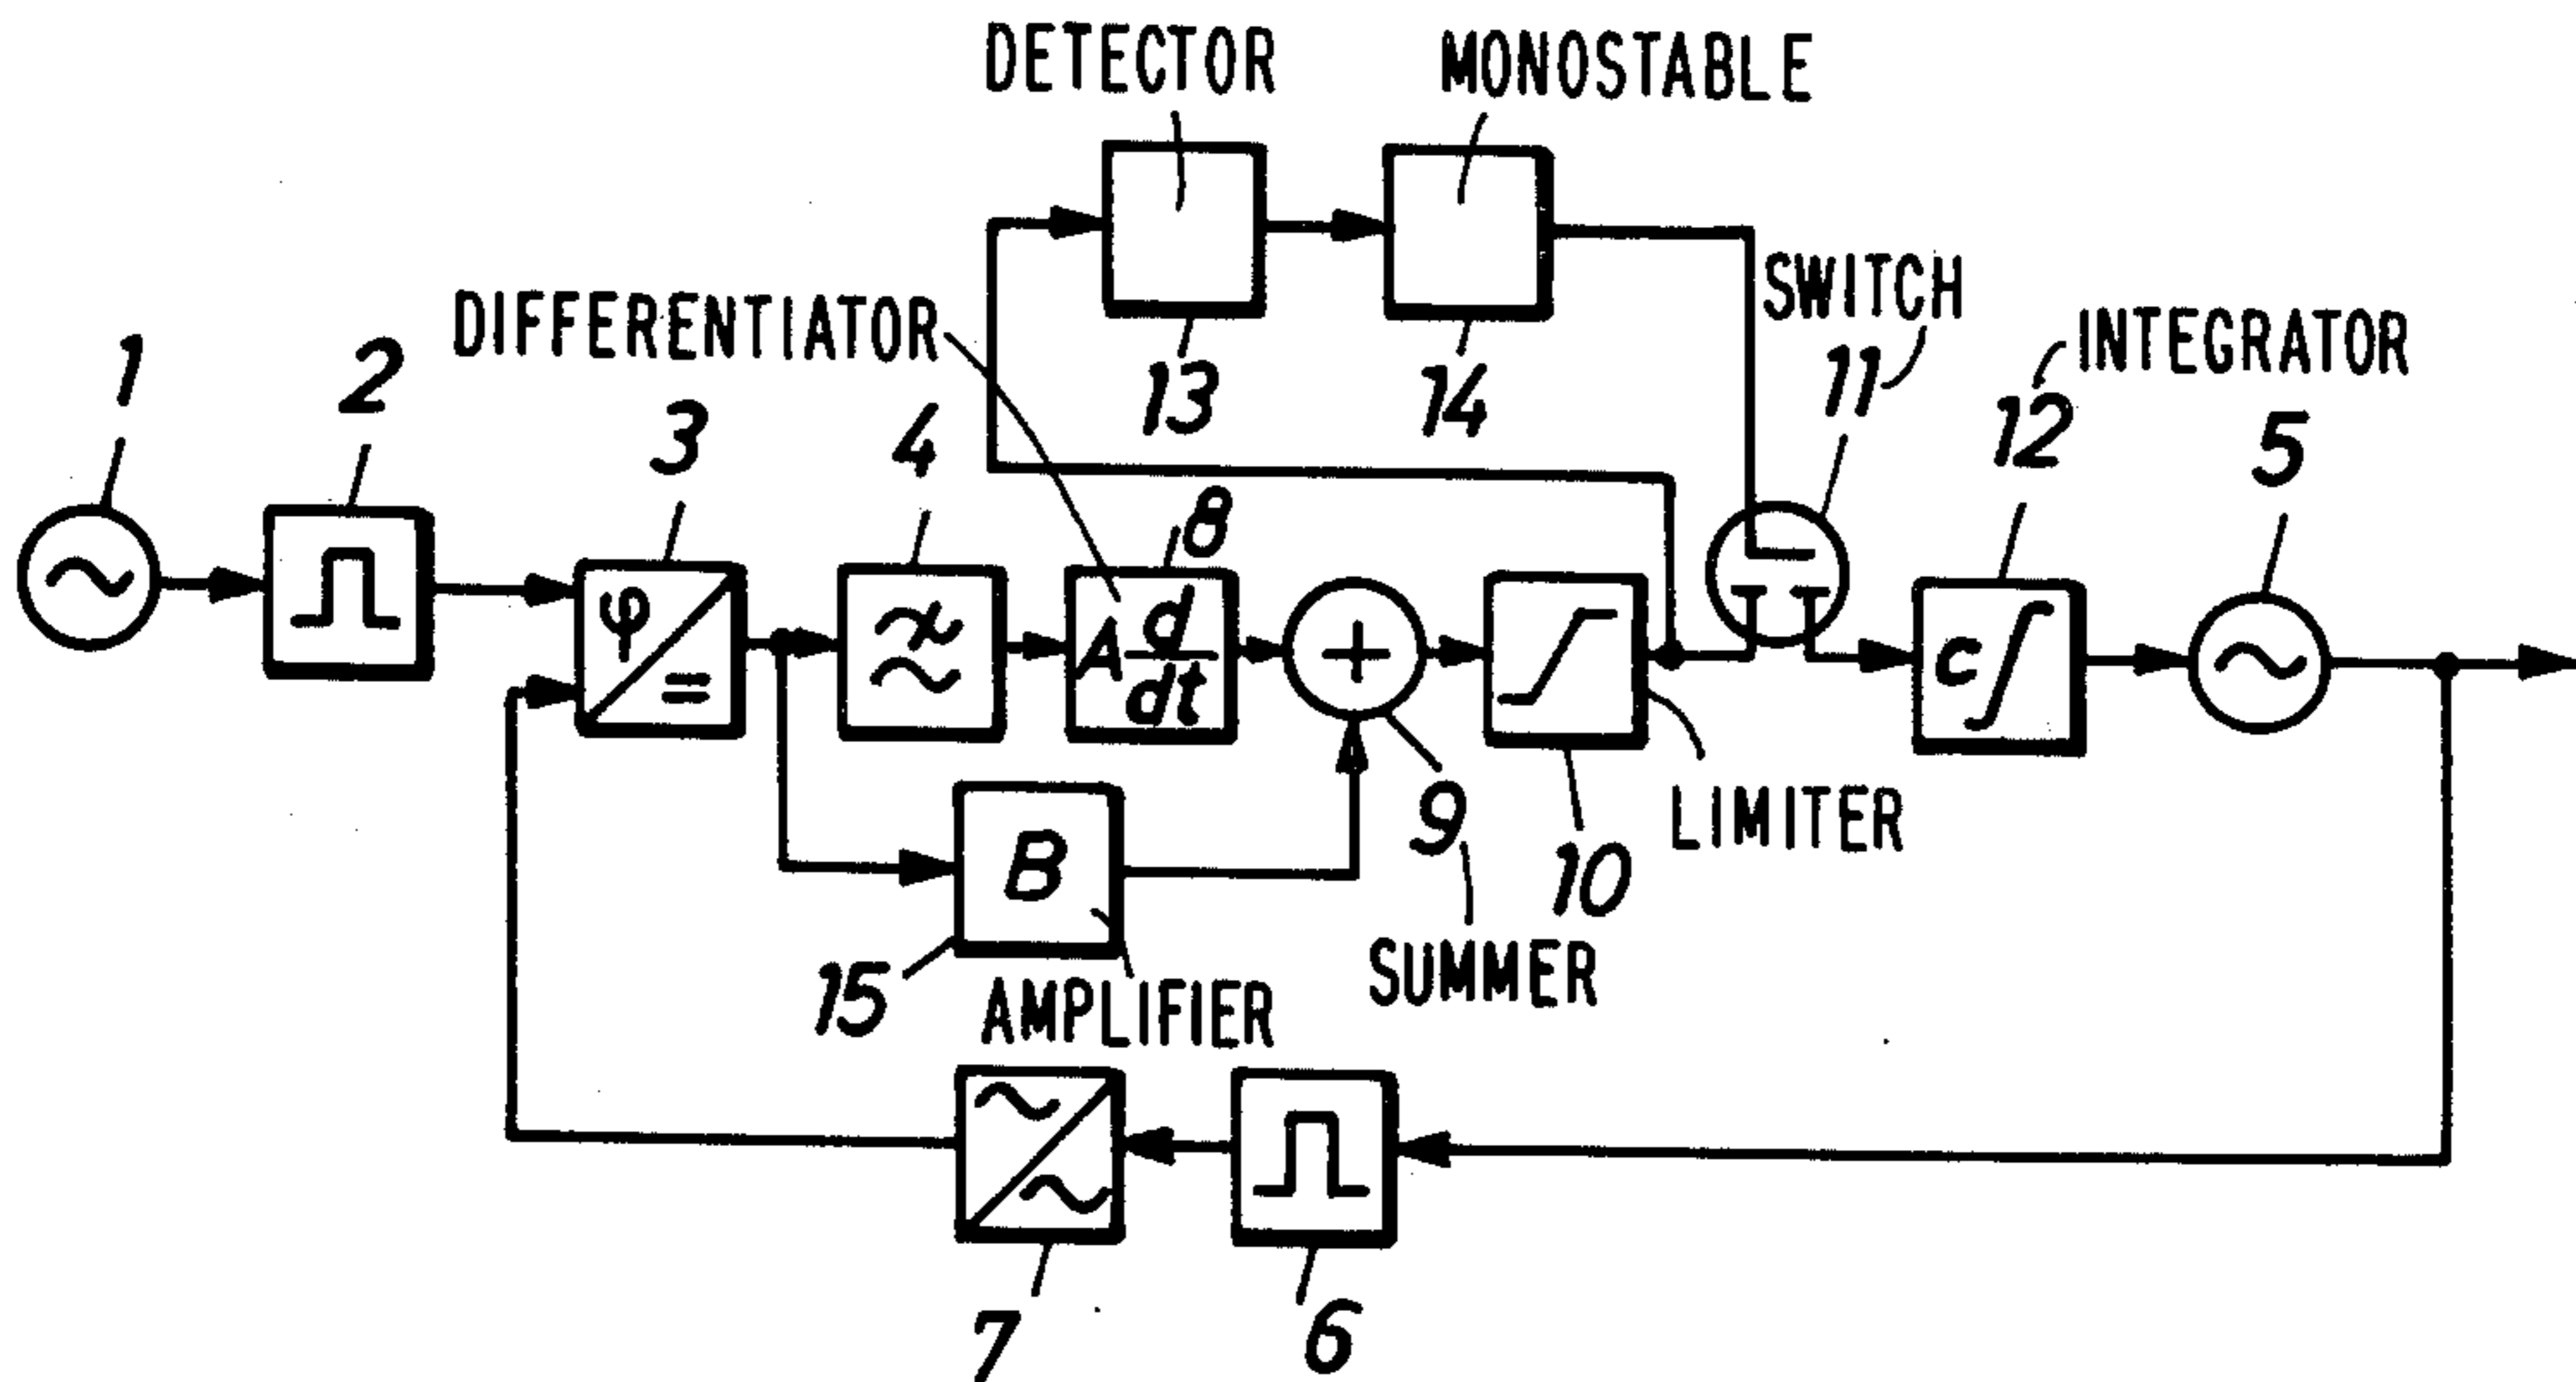 DETECTOR
MONOSTABLE
DIFFERENTIATOR
SWITCH
INTEGRATOR
1
2
3
4
8
13
14
11
12
5
φ
=
A d/dt
+
c∫
B
15
AMPLIFIER
9
SUMMER
10
LIMITER
7
6